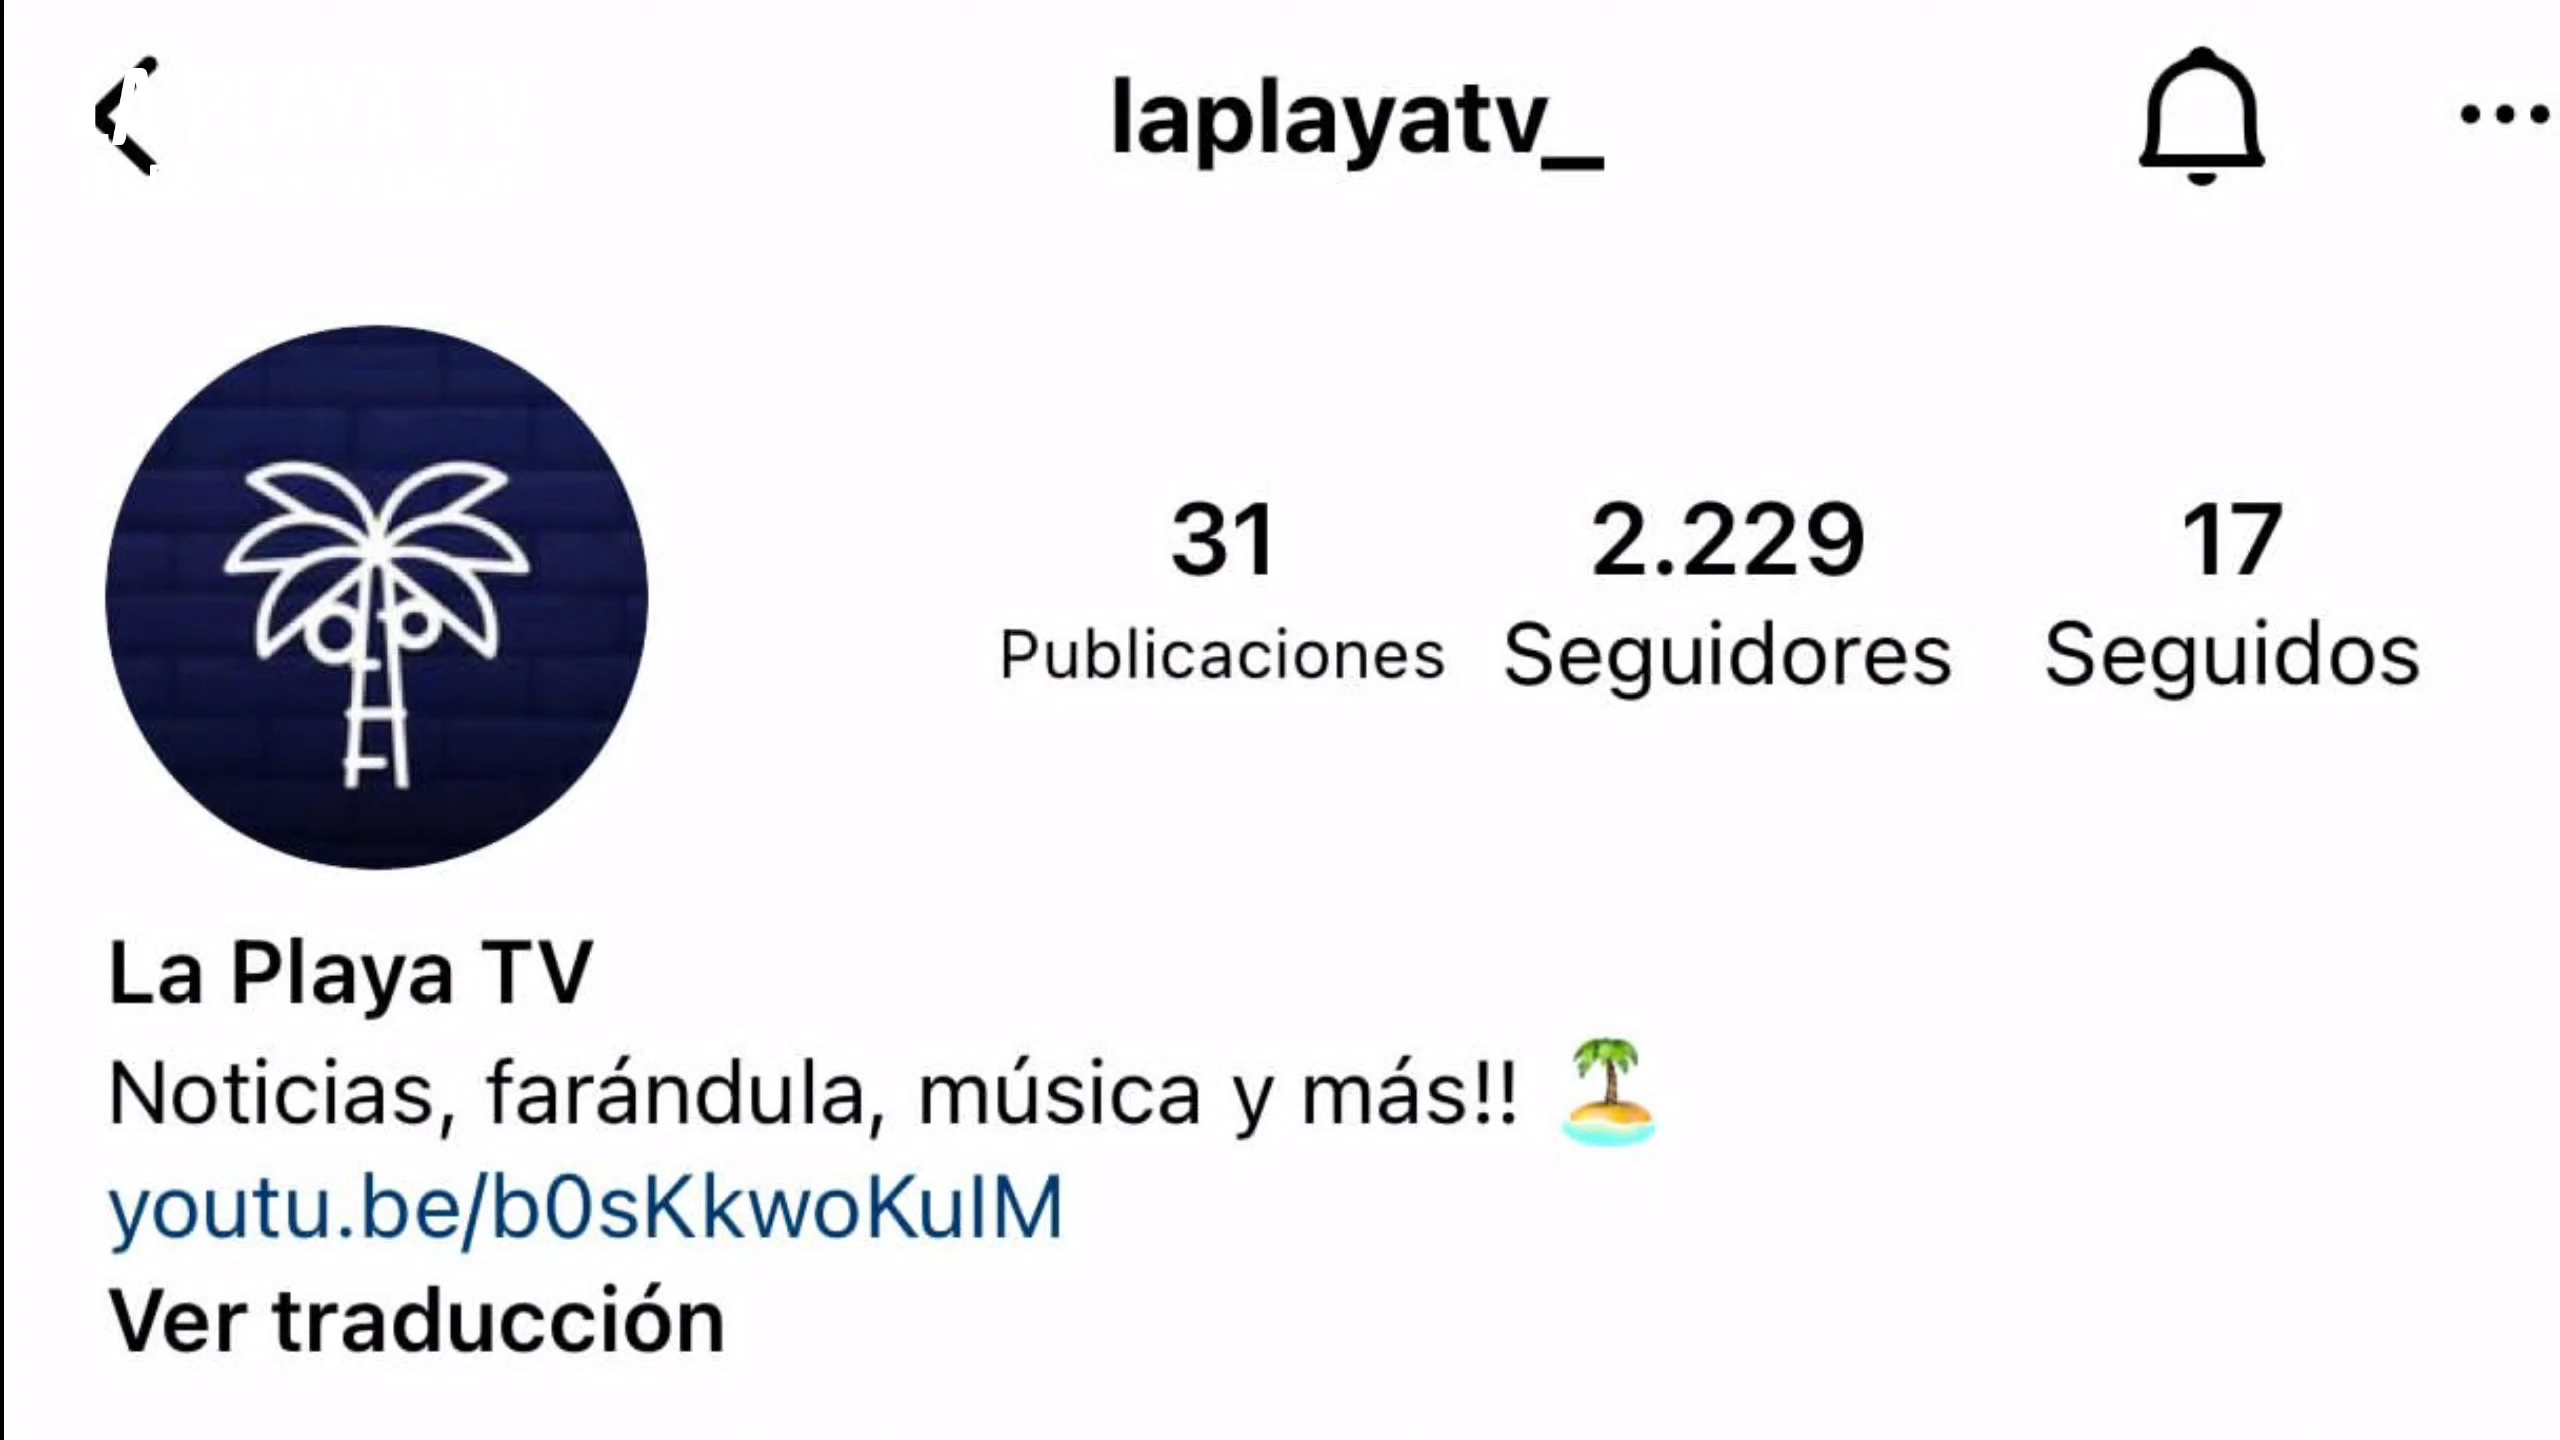 laplayatv_
31 2.229 17
Publicaciones Seguidores Seguidos
La Playa TV
Noticias, farándula, música y más!! 🏝️
youtu.be/b0sKkwoKuIM
Ver traducción